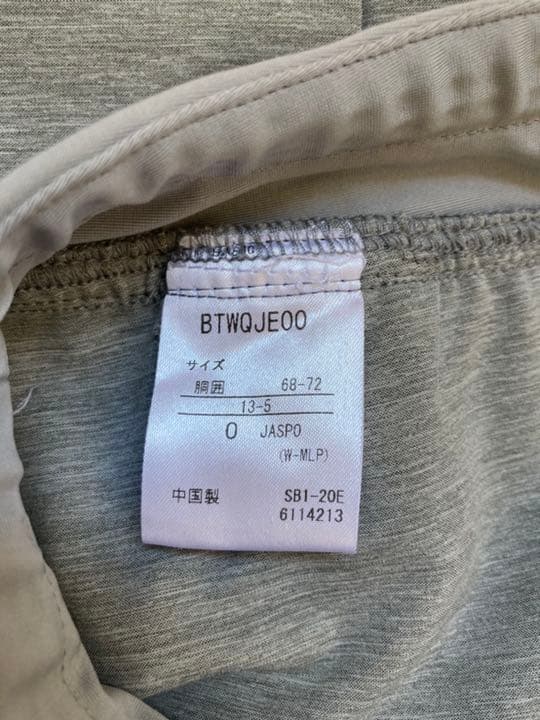 BTWQJE00
サイズ
胴囲 68-72
13-5
O JASPO
(W-MLP)
中国製 SB1-20E
6114213